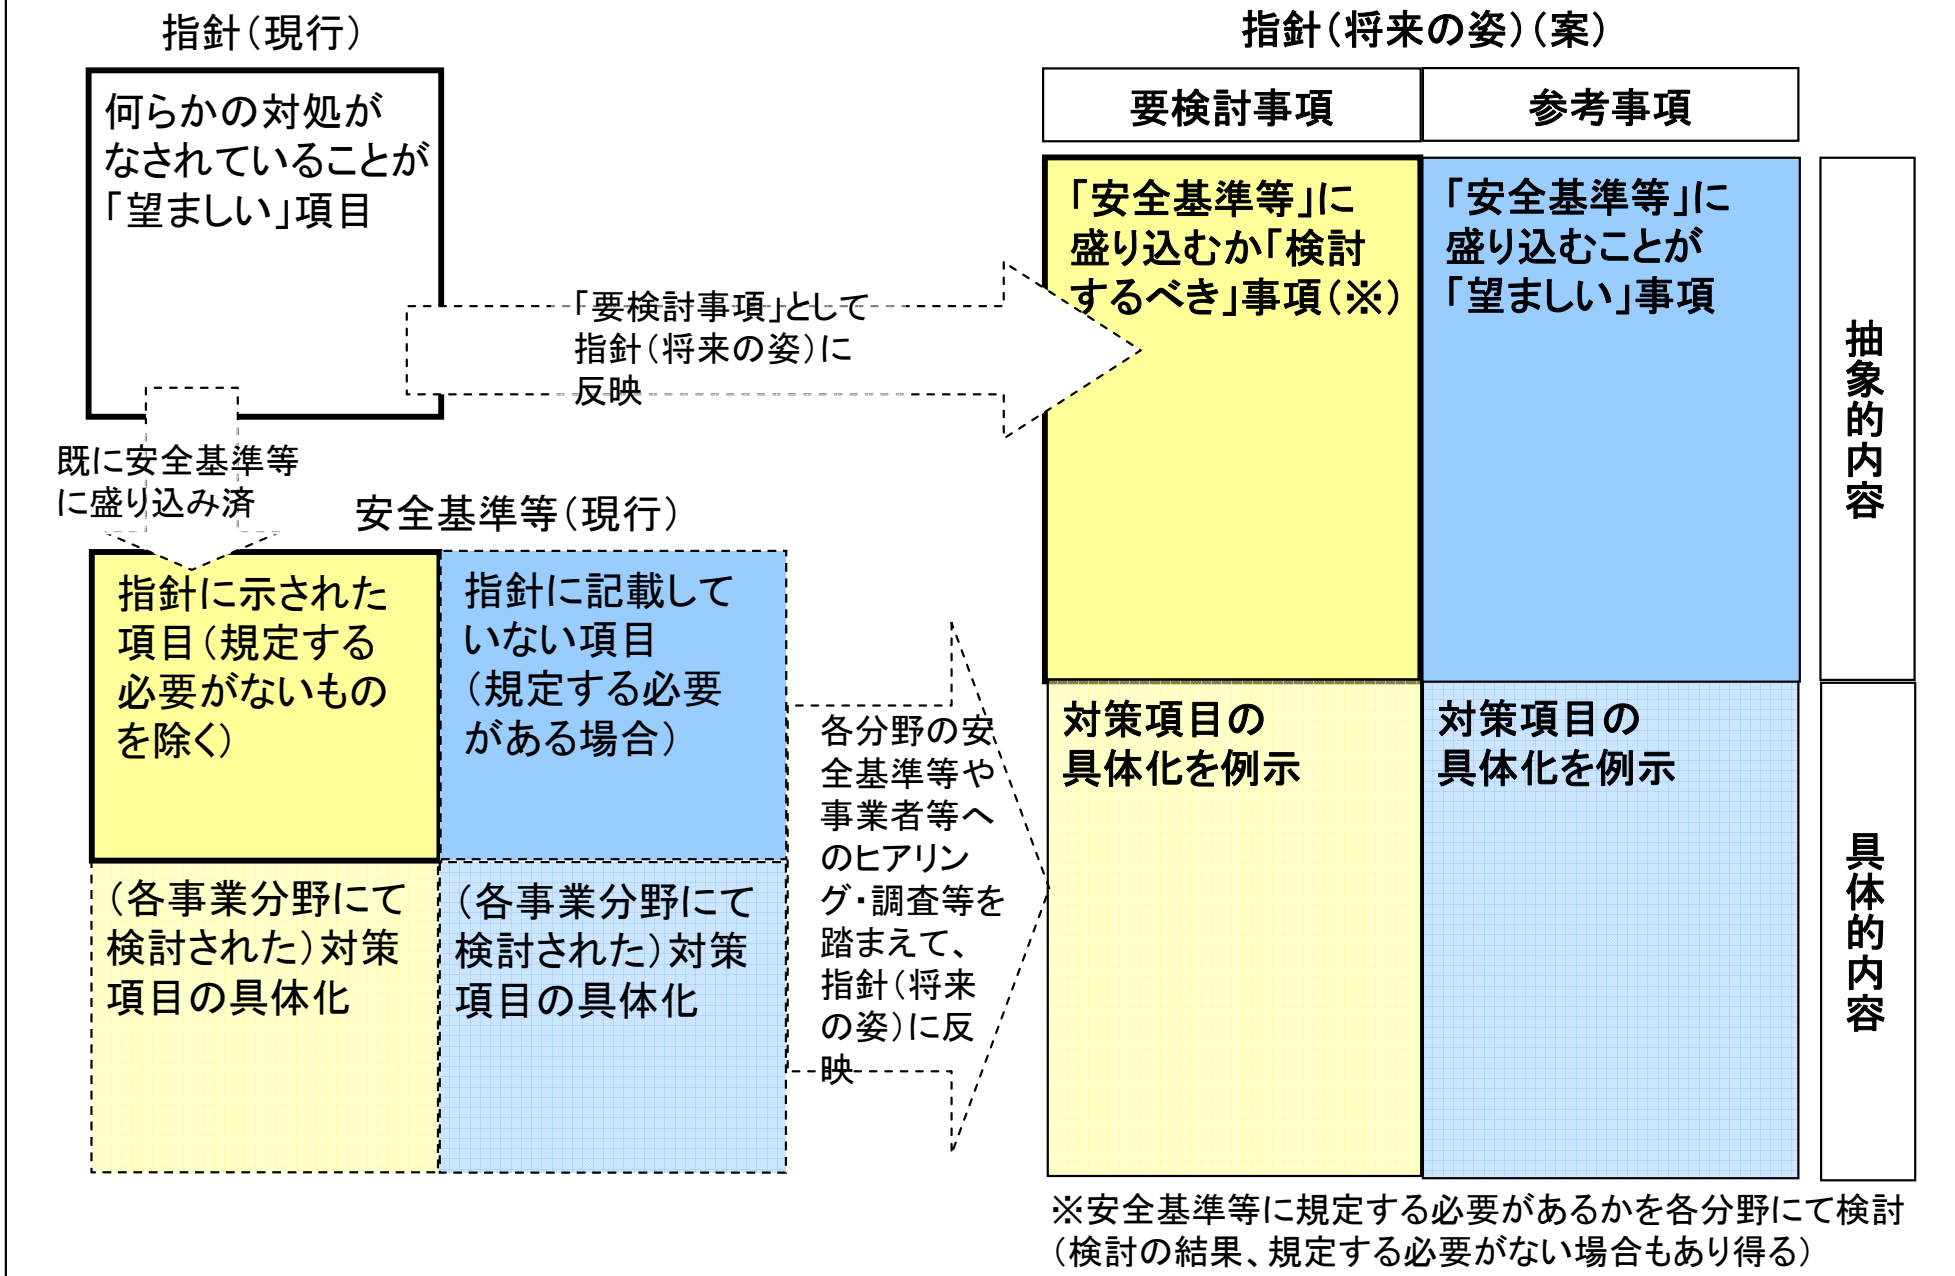 指針（現行）
何らかの対処が
なされていることが
「望ましい」項目
「要検討事項」として
指針（将来の姿）に
反映
既に安全基準等
に盛り込み済
安全基準等（現行）
指針に示された
項目（規定する
必要がないもの
を除く）
指針に記載して
いない項目
（規定する必要
がある場合）
（各事業分野にて
検討された）対策
項目の具体化
（各事業分野にて
検討された）対策
項目の具体化
各分野の安
全基準等や
事業者等へ
のヒアリン
グ・調査等を
踏まえて、
指針（将来
の姿）に反
映
指針（将来の姿）（案）
要検討事項
参考事項
「安全基準等」に
盛り込むか「検討
するべき」事項（※）
「安全基準等」に
盛り込むことが
「望ましい」事項
抽象的内容
対策項目の
具体化を例示
対策項目の
具体化を例示
具体的内容
※安全基準等に規定する必要があるかを各分野にて検討
（検討の結果、規定する必要がない場合もあり得る）